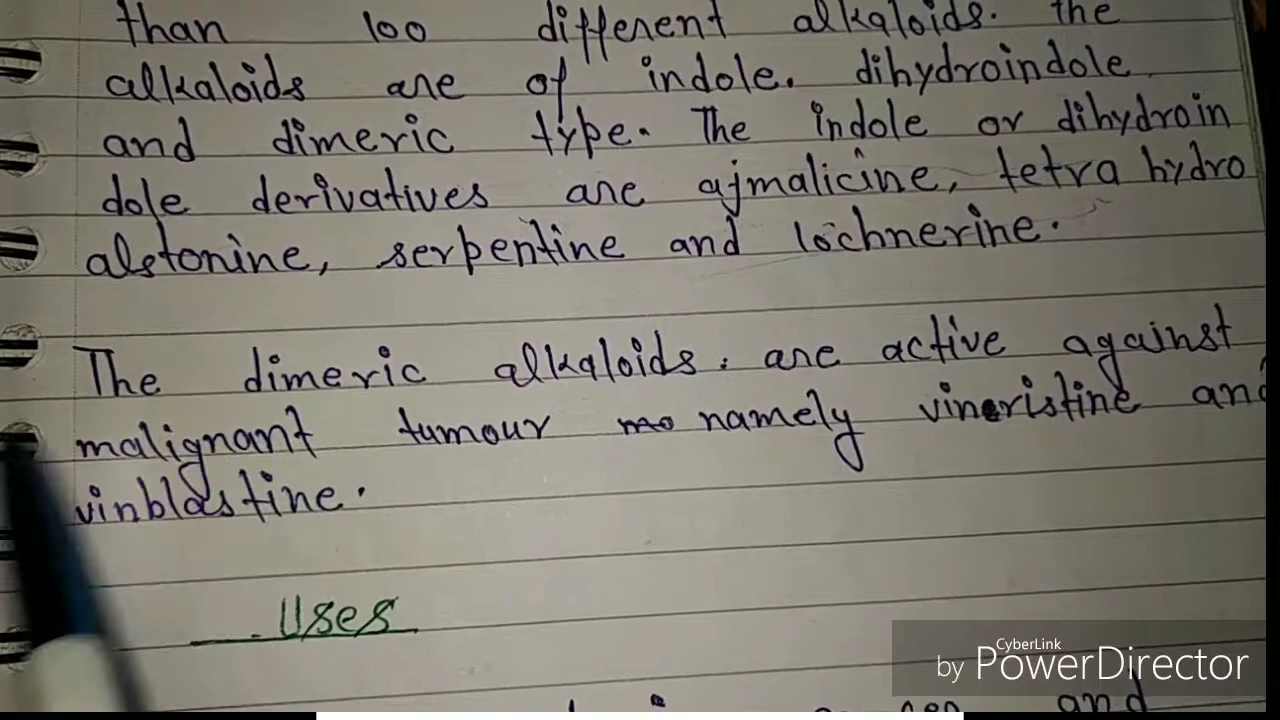 than 100 different alkaloids. The
alkaloids are of indole. dihydroindole
and dimeric type. The indole or dihydroin
dole derivatives are ajmalicine, tetra hydro
alstonine, serpentine and lochnerine.
The dimeric alkaloids. are active against
malignant tumour mo namely vincristine and
vinblastine.
Uses
and
CyberLink
by PowerDirector